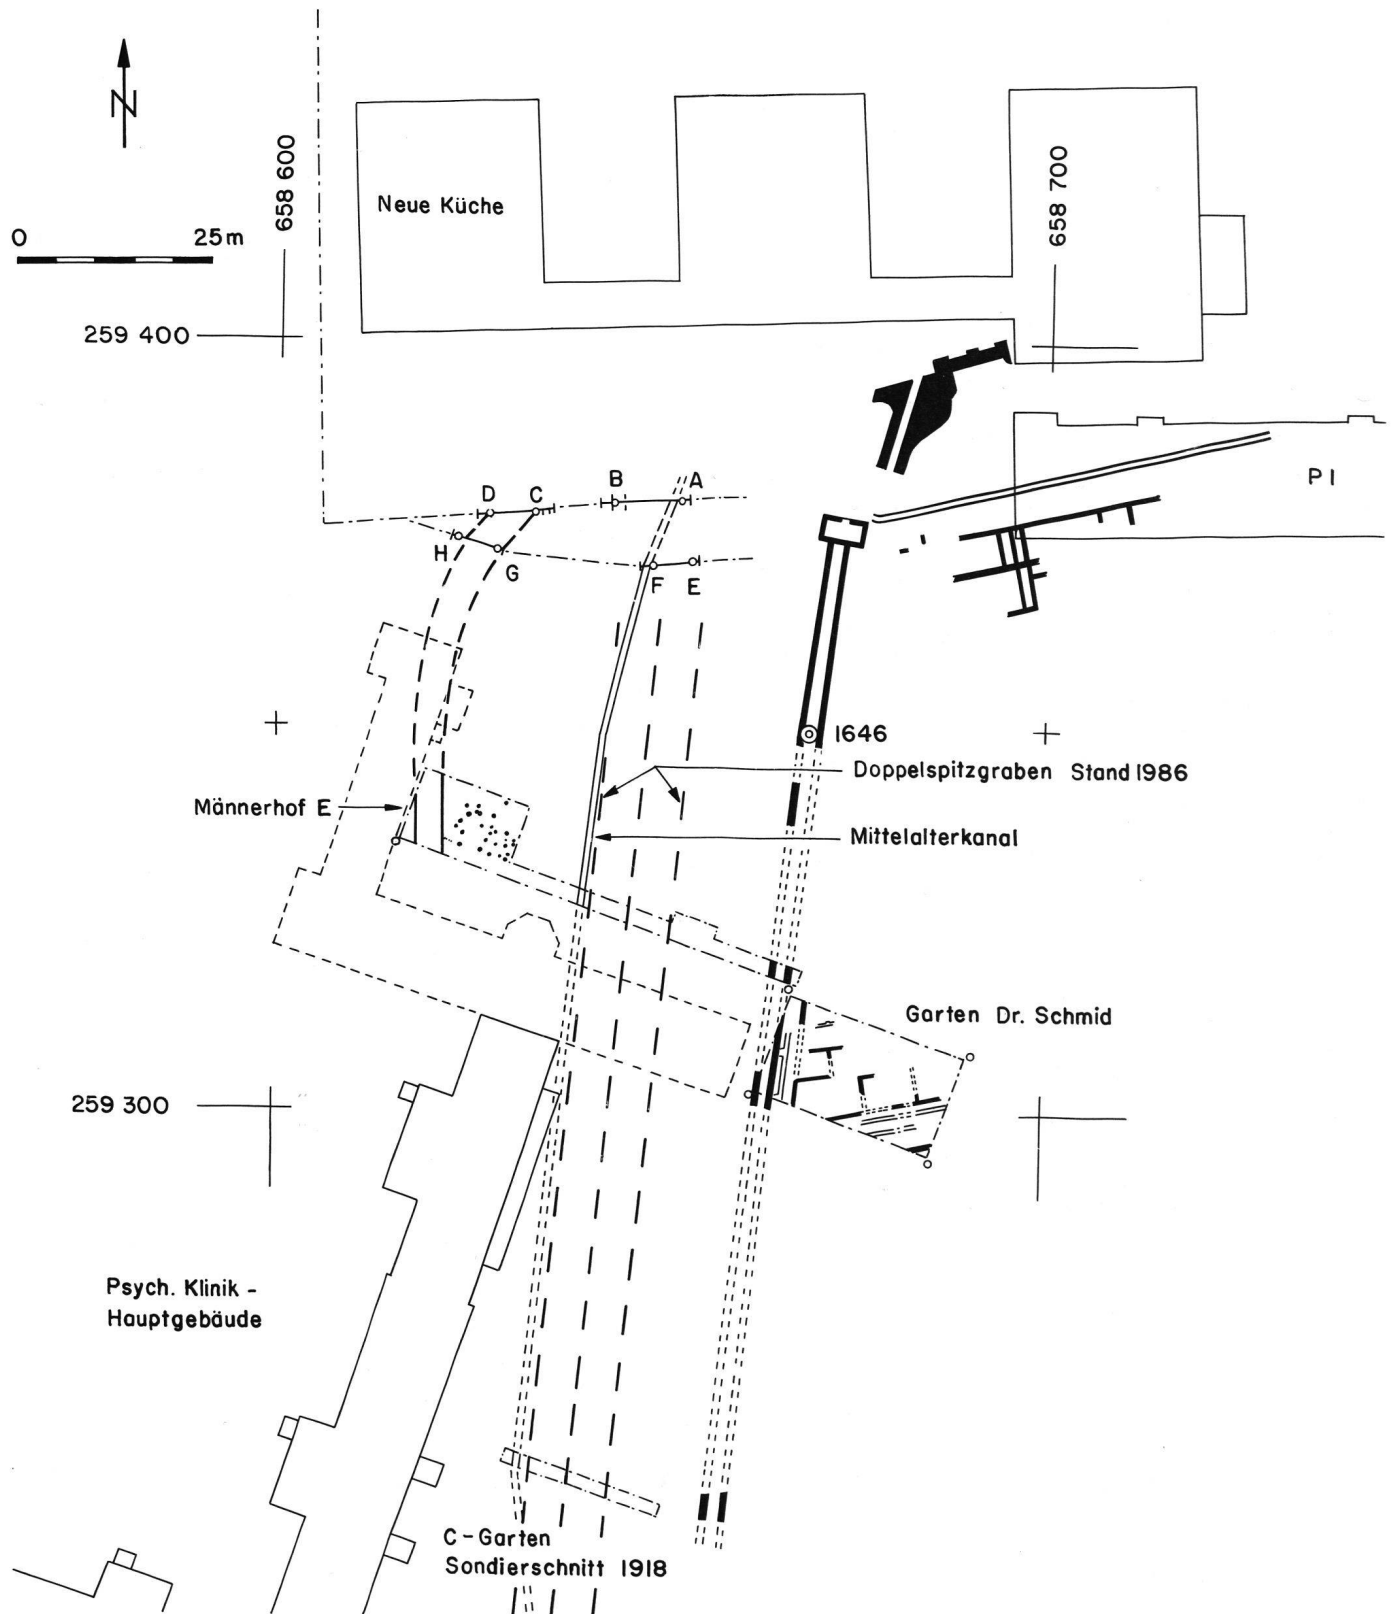 N
658 600
658 700
Neue Küche
0 25m
259 400
P I
D C B A
H G F E
1646
Doppelspitzgraben Stand 1986
Männerhof E
Mittelalterkanal
Garten Dr. Schmid
259 300
Psych. Klinik -
Hauptgebäude
C-Garten
Sondierschnitt 1918